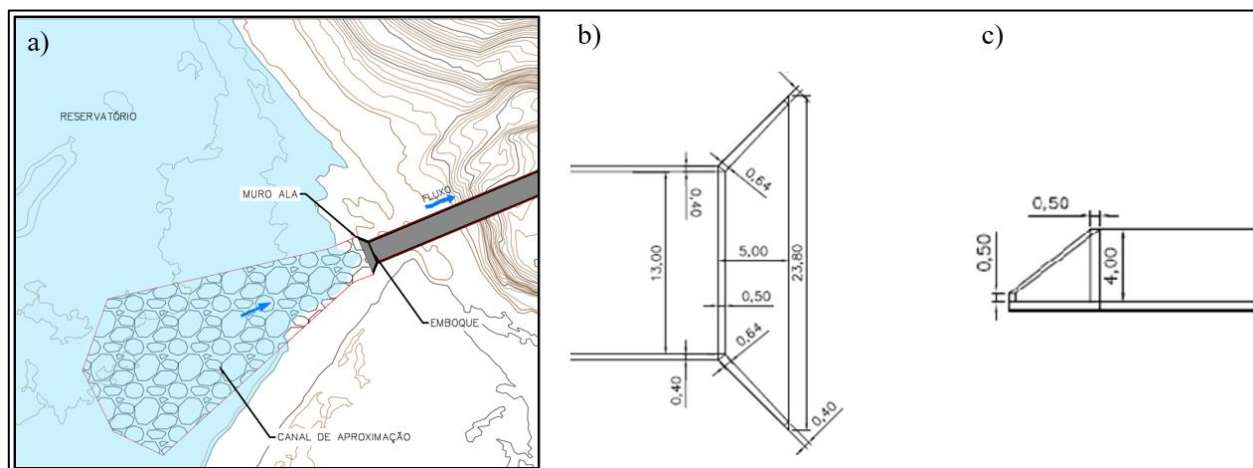 a)
RESERVATÓRIO
MURO ALA
FLUXO
EMBOQUE
CANAL DE APROXIMAÇÃO
b)
0,64
0,40
13,00
5,00
23,80
0,50
0,64
0,40
0,40
c)
0,50
0,50
4,00